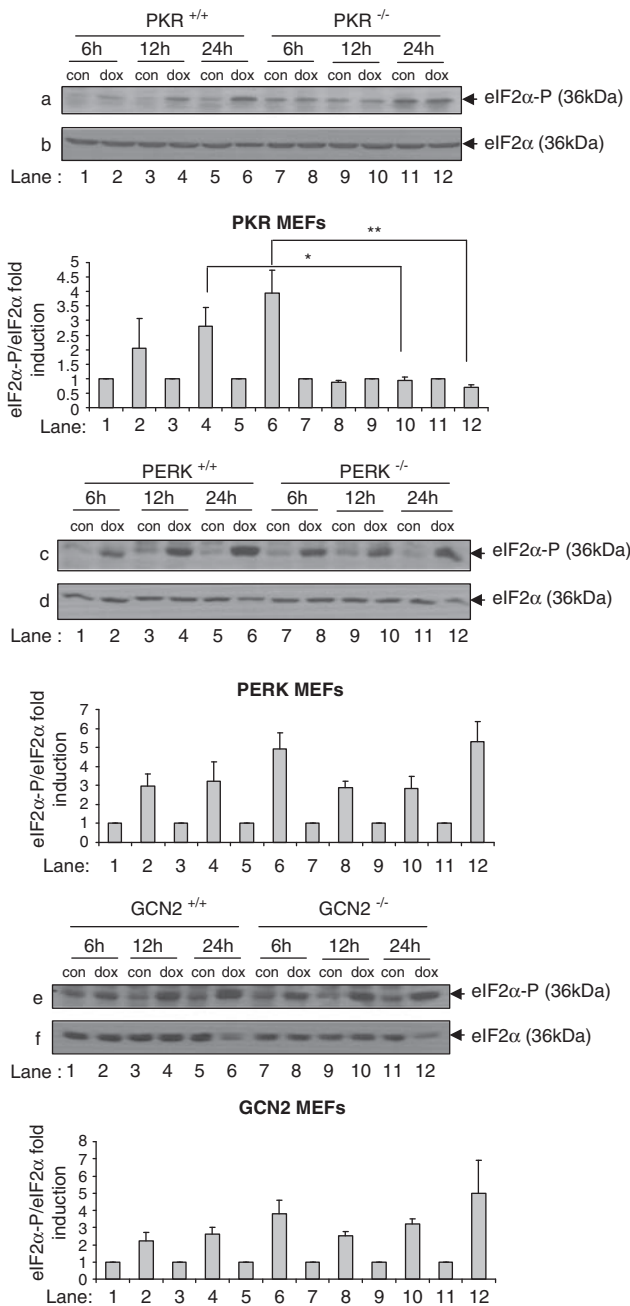 PKR +/+ PKR -/-
6h 12h 24h 6h 12h 24h
con dox con dox con dox con dox con dox con dox
a eIF2α-P (36kDa)
b eIF2α (36kDa)
Lane : 1 2 3 4 5 6 7 8 9 10 11 12
PKR MEFs
**
*
eIF2α-P/eIF2α fold
induction
5
4.5
4
3.5
3
2.5
2
1.5
1
0.5
0
Lane: 1 2 3 4 5 6 7 8 9 10 11 12
PERK +/+ PERK -/-
6h 12h 24h 6h 12h 24h
con dox con dox con dox con dox con dox con dox
c eIF2α-P (36kDa)
d eIF2α (36kDa)
Lane : 1 2 3 4 5 6 7 8 9 10 11 12
PERK MEFs
eIF2α-P/eIF2α fold
induction
7
6
5
4
3
2
1
0
Lane: 1 2 3 4 5 6 7 8 9 10 11 12
GCN2 +/+ GCN2 -/-
6h 12h 24h 6h 12h 24h
con dox con dox con dox con dox con dox con dox
e eIF2α-P (36kDa)
f eIF2α (36kDa)
Lane : 1 2 3 4 5 6 7 8 9 10 11 12
GCN2 MEFs
eIF2α-P/eIF2α fold
induction
8
7
6
5
4
3
2
1
0
Lane: 1 2 3 4 5 6 7 8 9 10 11 12